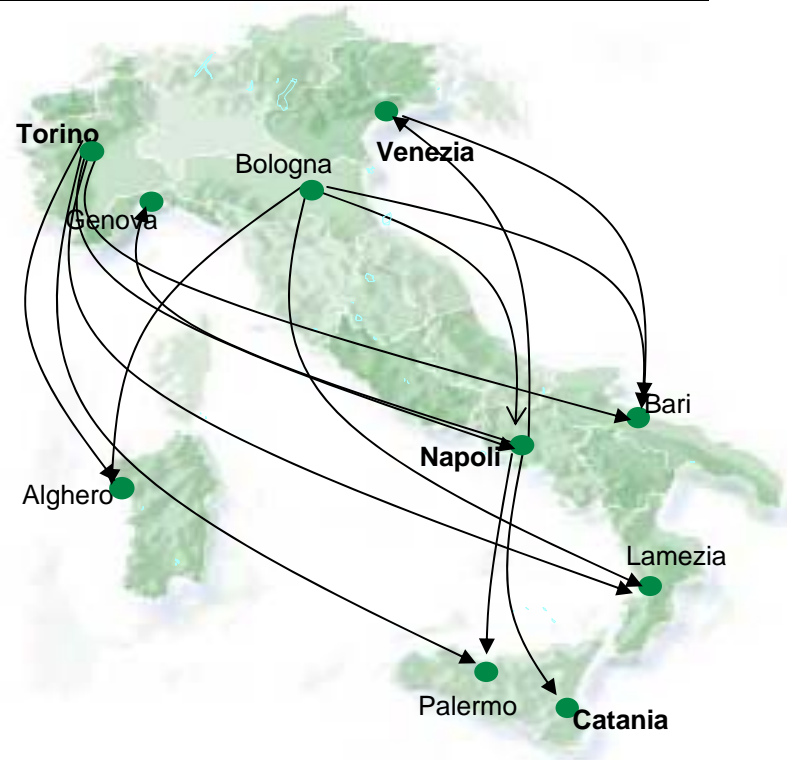 Torino
Venezia
Bologna
Genova
Bari
Napoli
Alghero
Lamezia
Palermo
Catania